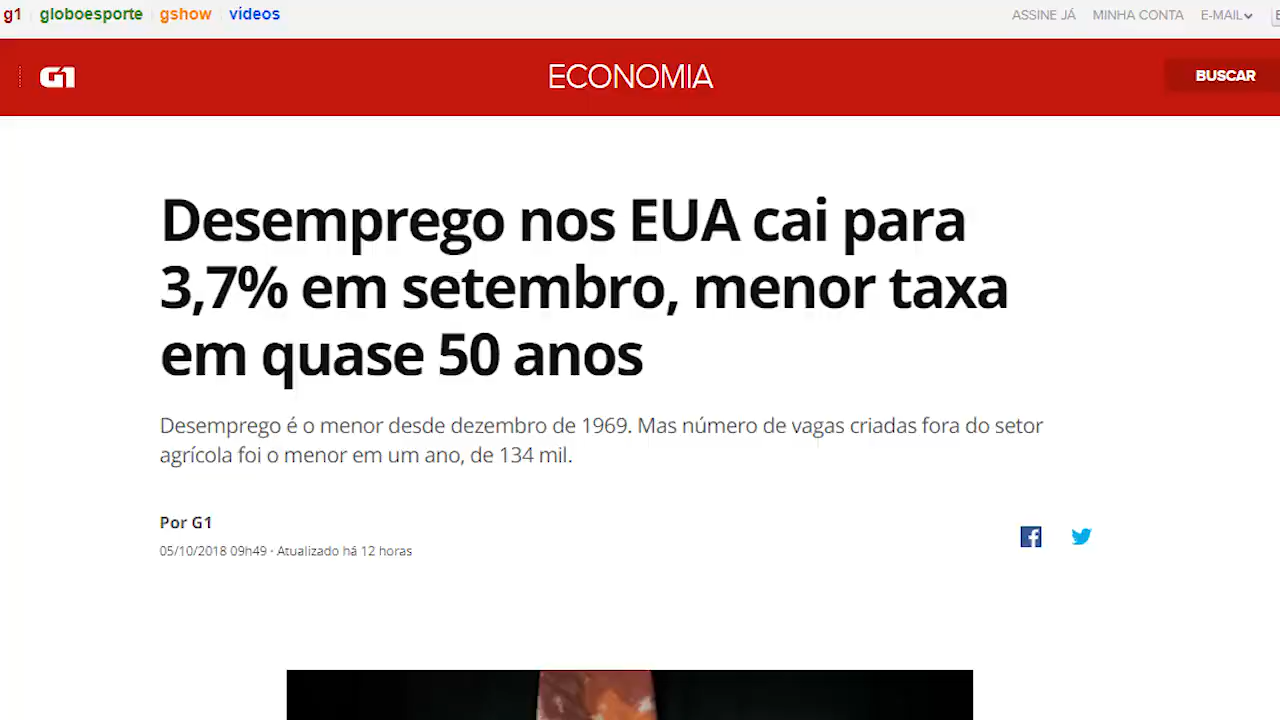 g1 globoesporte gshow vídeos ASSINE JÁ MINHA CONTA E-MAIL
G1 ECONOMIA BUSCAR
Desemprego nos EUA cai para
3,7% em setembro, menor taxa
em quase 50 anos
Desemprego é o menor desde dezembro de 1969. Mas número de vagas criadas fora do setor
agrícola foi o menor em um ano, de 134 mil.
Por G1
05/10/2018 09h49 · Atualizado há 12 horas